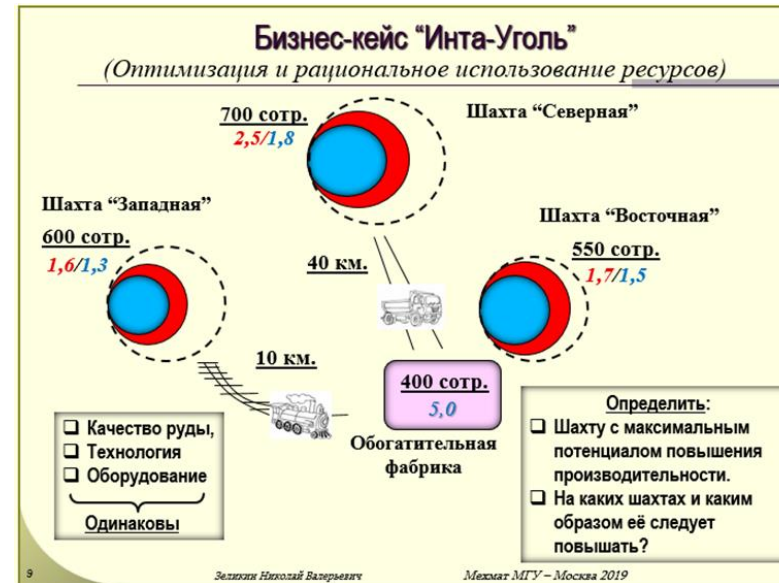 Бизнес-кейс “Инта-Уголь”
(Оптимизация и рациональное использование ресурсов)
700 сотр.
2,5/1,8
Шахта “Северная”
Шахта “Западная”
600 сотр.
1,6/1,3
Шахта “Восточная”
550 сотр.
1,7/1,5
40 км.
10 км.
400 сотр.
5,0
Обогатительная
фабрика
Качество руды,
Технология
Оборудование
Одинаковы
Определить:
Шахту с максимальным
потенциалом повышения
производительности.
На каких шахтах и каким
образом её следует
повышать?
9
Зеликин Николай Валерьевич
Мехмат МГУ – Москва 2019